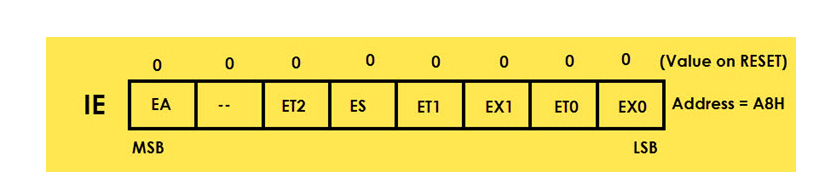 0 0 0 0 0 0 0 0 (Value on RESET)
IE EA -- ET2 ES ET1 EX1 ET0 EX0 Address = A8H
MSB LSB